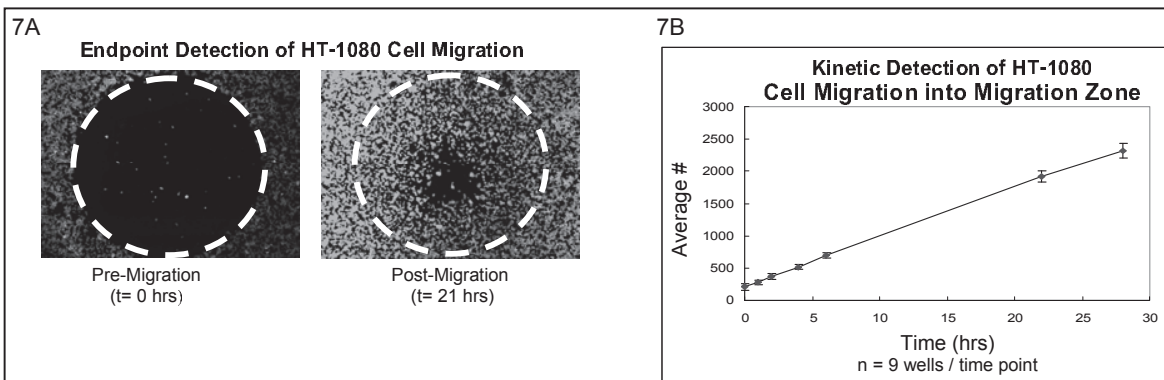 7A
Endpoint Detection of HT-1080 Cell Migration
Pre-Migration
(t= 0 hrs)
Post-Migration
(t= 21 hrs)
7B
Kinetic Detection of HT-1080
Cell Migration into Migration Zone
Average #
3000
2500
2000
1500
1000
500
0
0 5 10 15 20 25 30
Time (hrs)
n = 9 wells / time point